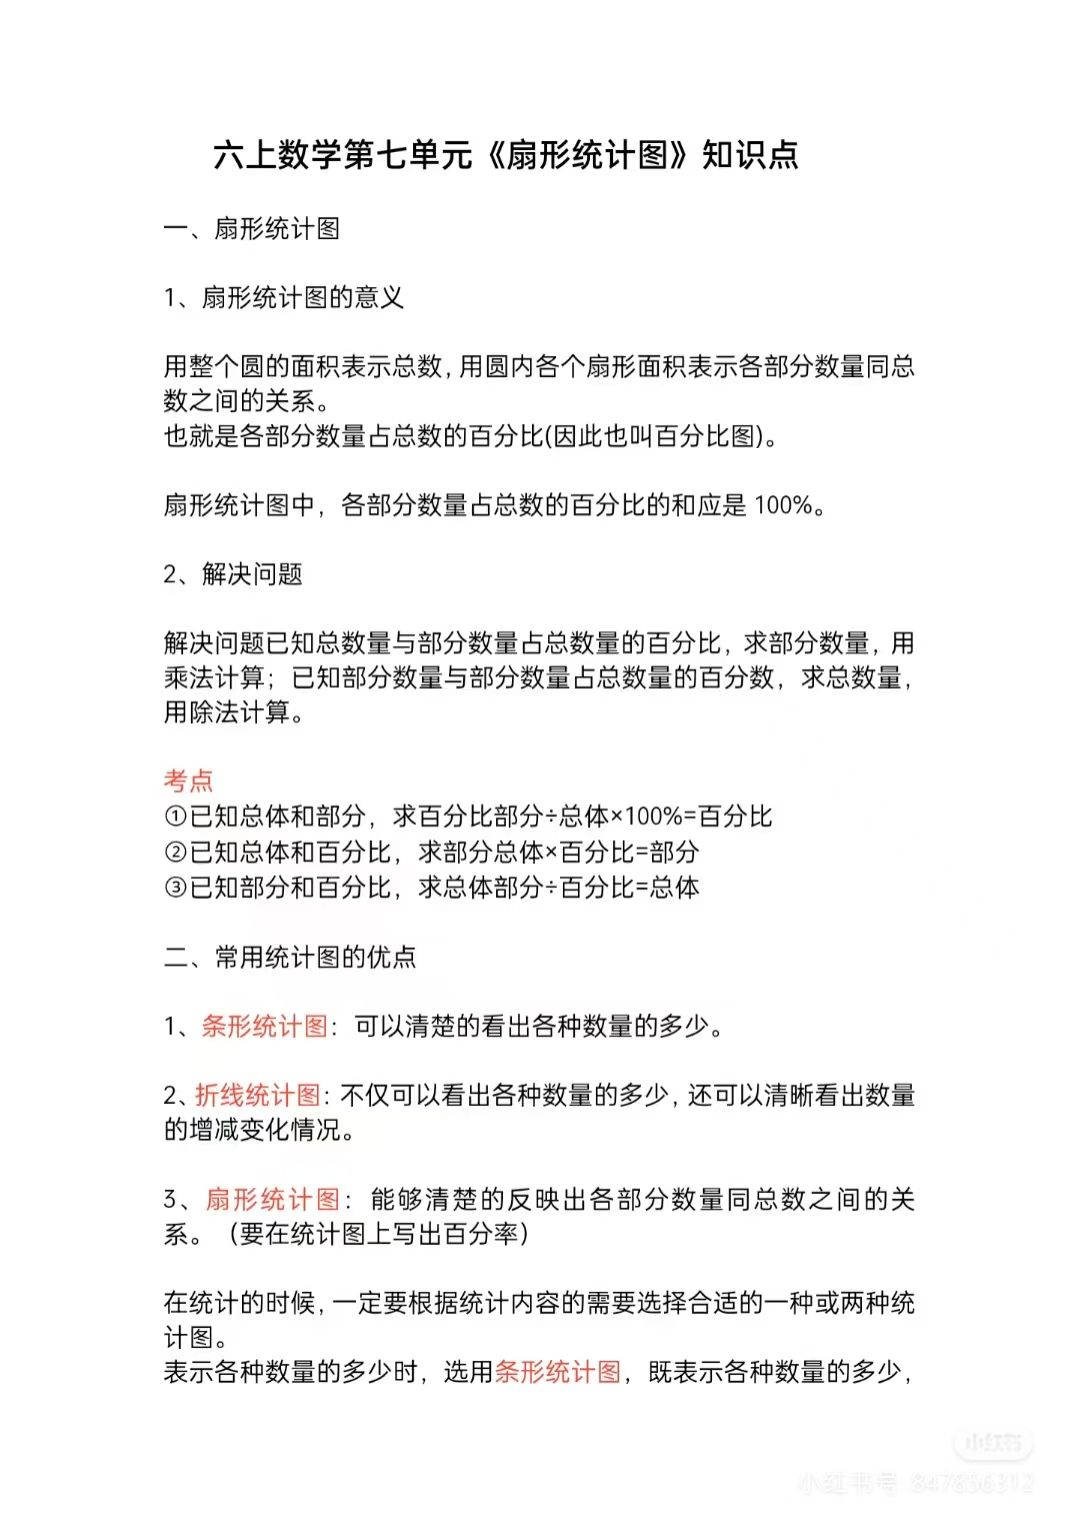 六上数学第七单元《扇形统计图》知识点
一、扇形统计图
1、扇形统计图的意义
用整个圆的面积表示总数，用圆内各个扇形面积表示各部分数量同总
数之间的关系。
也就是各部分数量占总数的百分比(因此也叫百分比图)。
扇形统计图中，各部分数量占总数的百分比的和应是 100%。
2、解决问题
解决问题已知总数量与部分数量占总数量的百分比，求部分数量，用
乘法计算；已知部分数量与部分数量占总数量的百分数，求总数量，
用除法计算。
考点
①已知总体和部分，求百分比部分÷总体×100%=百分比
②已知总体和百分比，求部分总体×百分比=部分
③已知部分和百分比，求总体部分÷百分比=总体
二、常用统计图的优点
1、条形统计图：可以清楚的看出各种数量的多少。
2、折线统计图：不仅可以看出各种数量的多少，还可以清晰看出数量
的增减变化情况。
3、扇形统计图：能够清楚的反映出各部分数量同总数之间的关
系。（要在统计图上写出百分率）
在统计的时候，一定要根据统计内容的需要选择合适的一种或两种统
计图。
表示各种数量的多少时，选用条形统计图，既表示各种数量的多少，
小红书
小红书号: 847856312